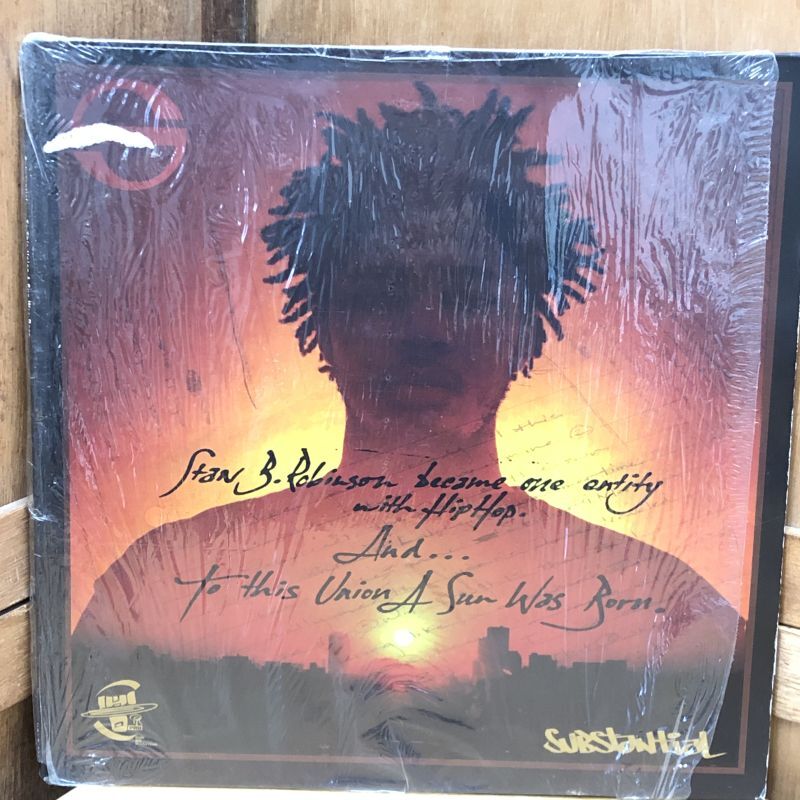 Stan B. Robinson became one entity
with HipHop.
And...
To this Union A Sun Was Born.
SUBStaNtiaL